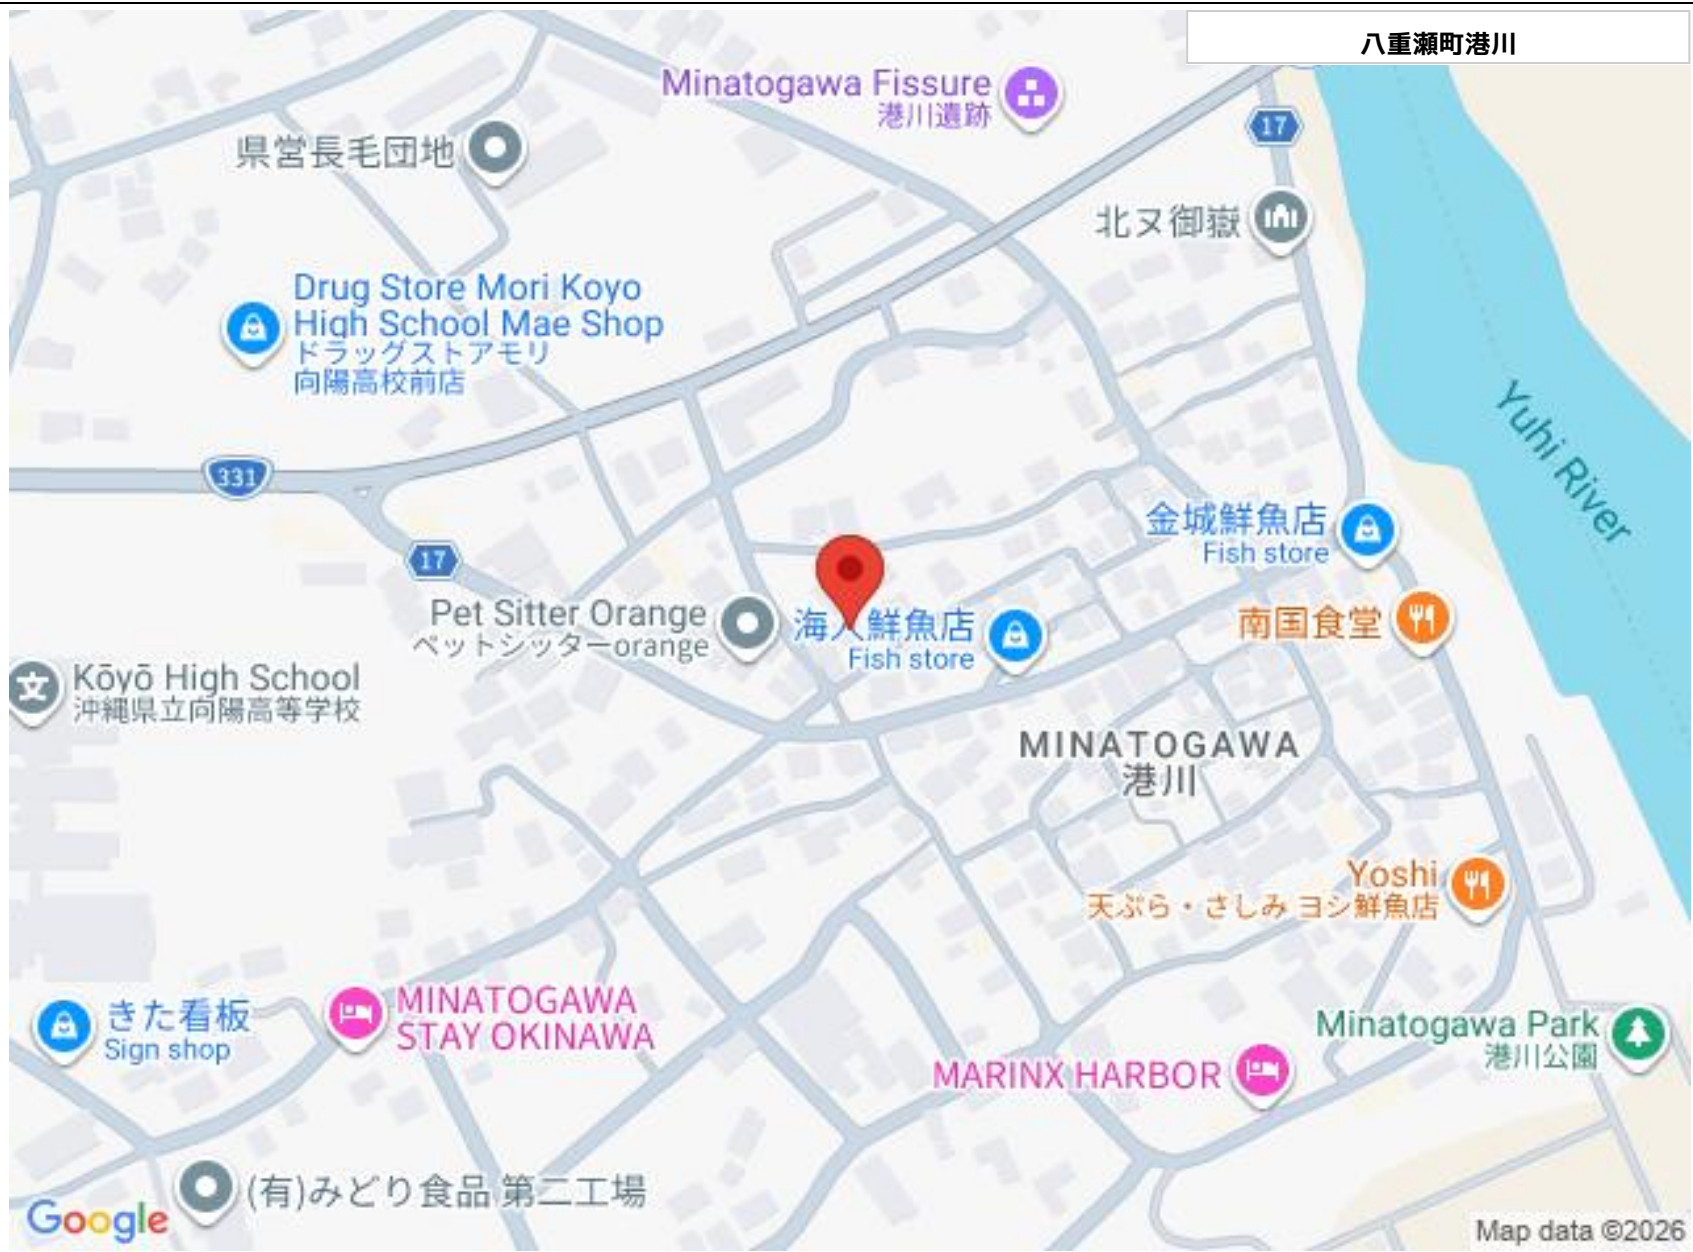 八重瀬町港川
Minatogawa Fissure
港川遺跡
17
県営長毛団地
北ヌ御嶽
Drug Store Mori Koyo
High School Mae Shop
ドラッグストアモリ
向陽高校前店
Yuhi River
331
17
金城鮮魚店
Fish store
Pet Sitter Orange
ペットシッターorange
海人鮮魚店
Fish store
南国食堂
Kōyō High School
沖縄県立向陽高等学校
MINATOGAWA
港川
Yoshi
天ぷら・さしみ ヨシ鮮魚店
きた看板
Sign shop
MINATOGAWA
STAY OKINAWA
Minatogawa Park
港川公園
MARINX HARBOR
(有)みどり食品 第二工場
Google
Map data ©2026